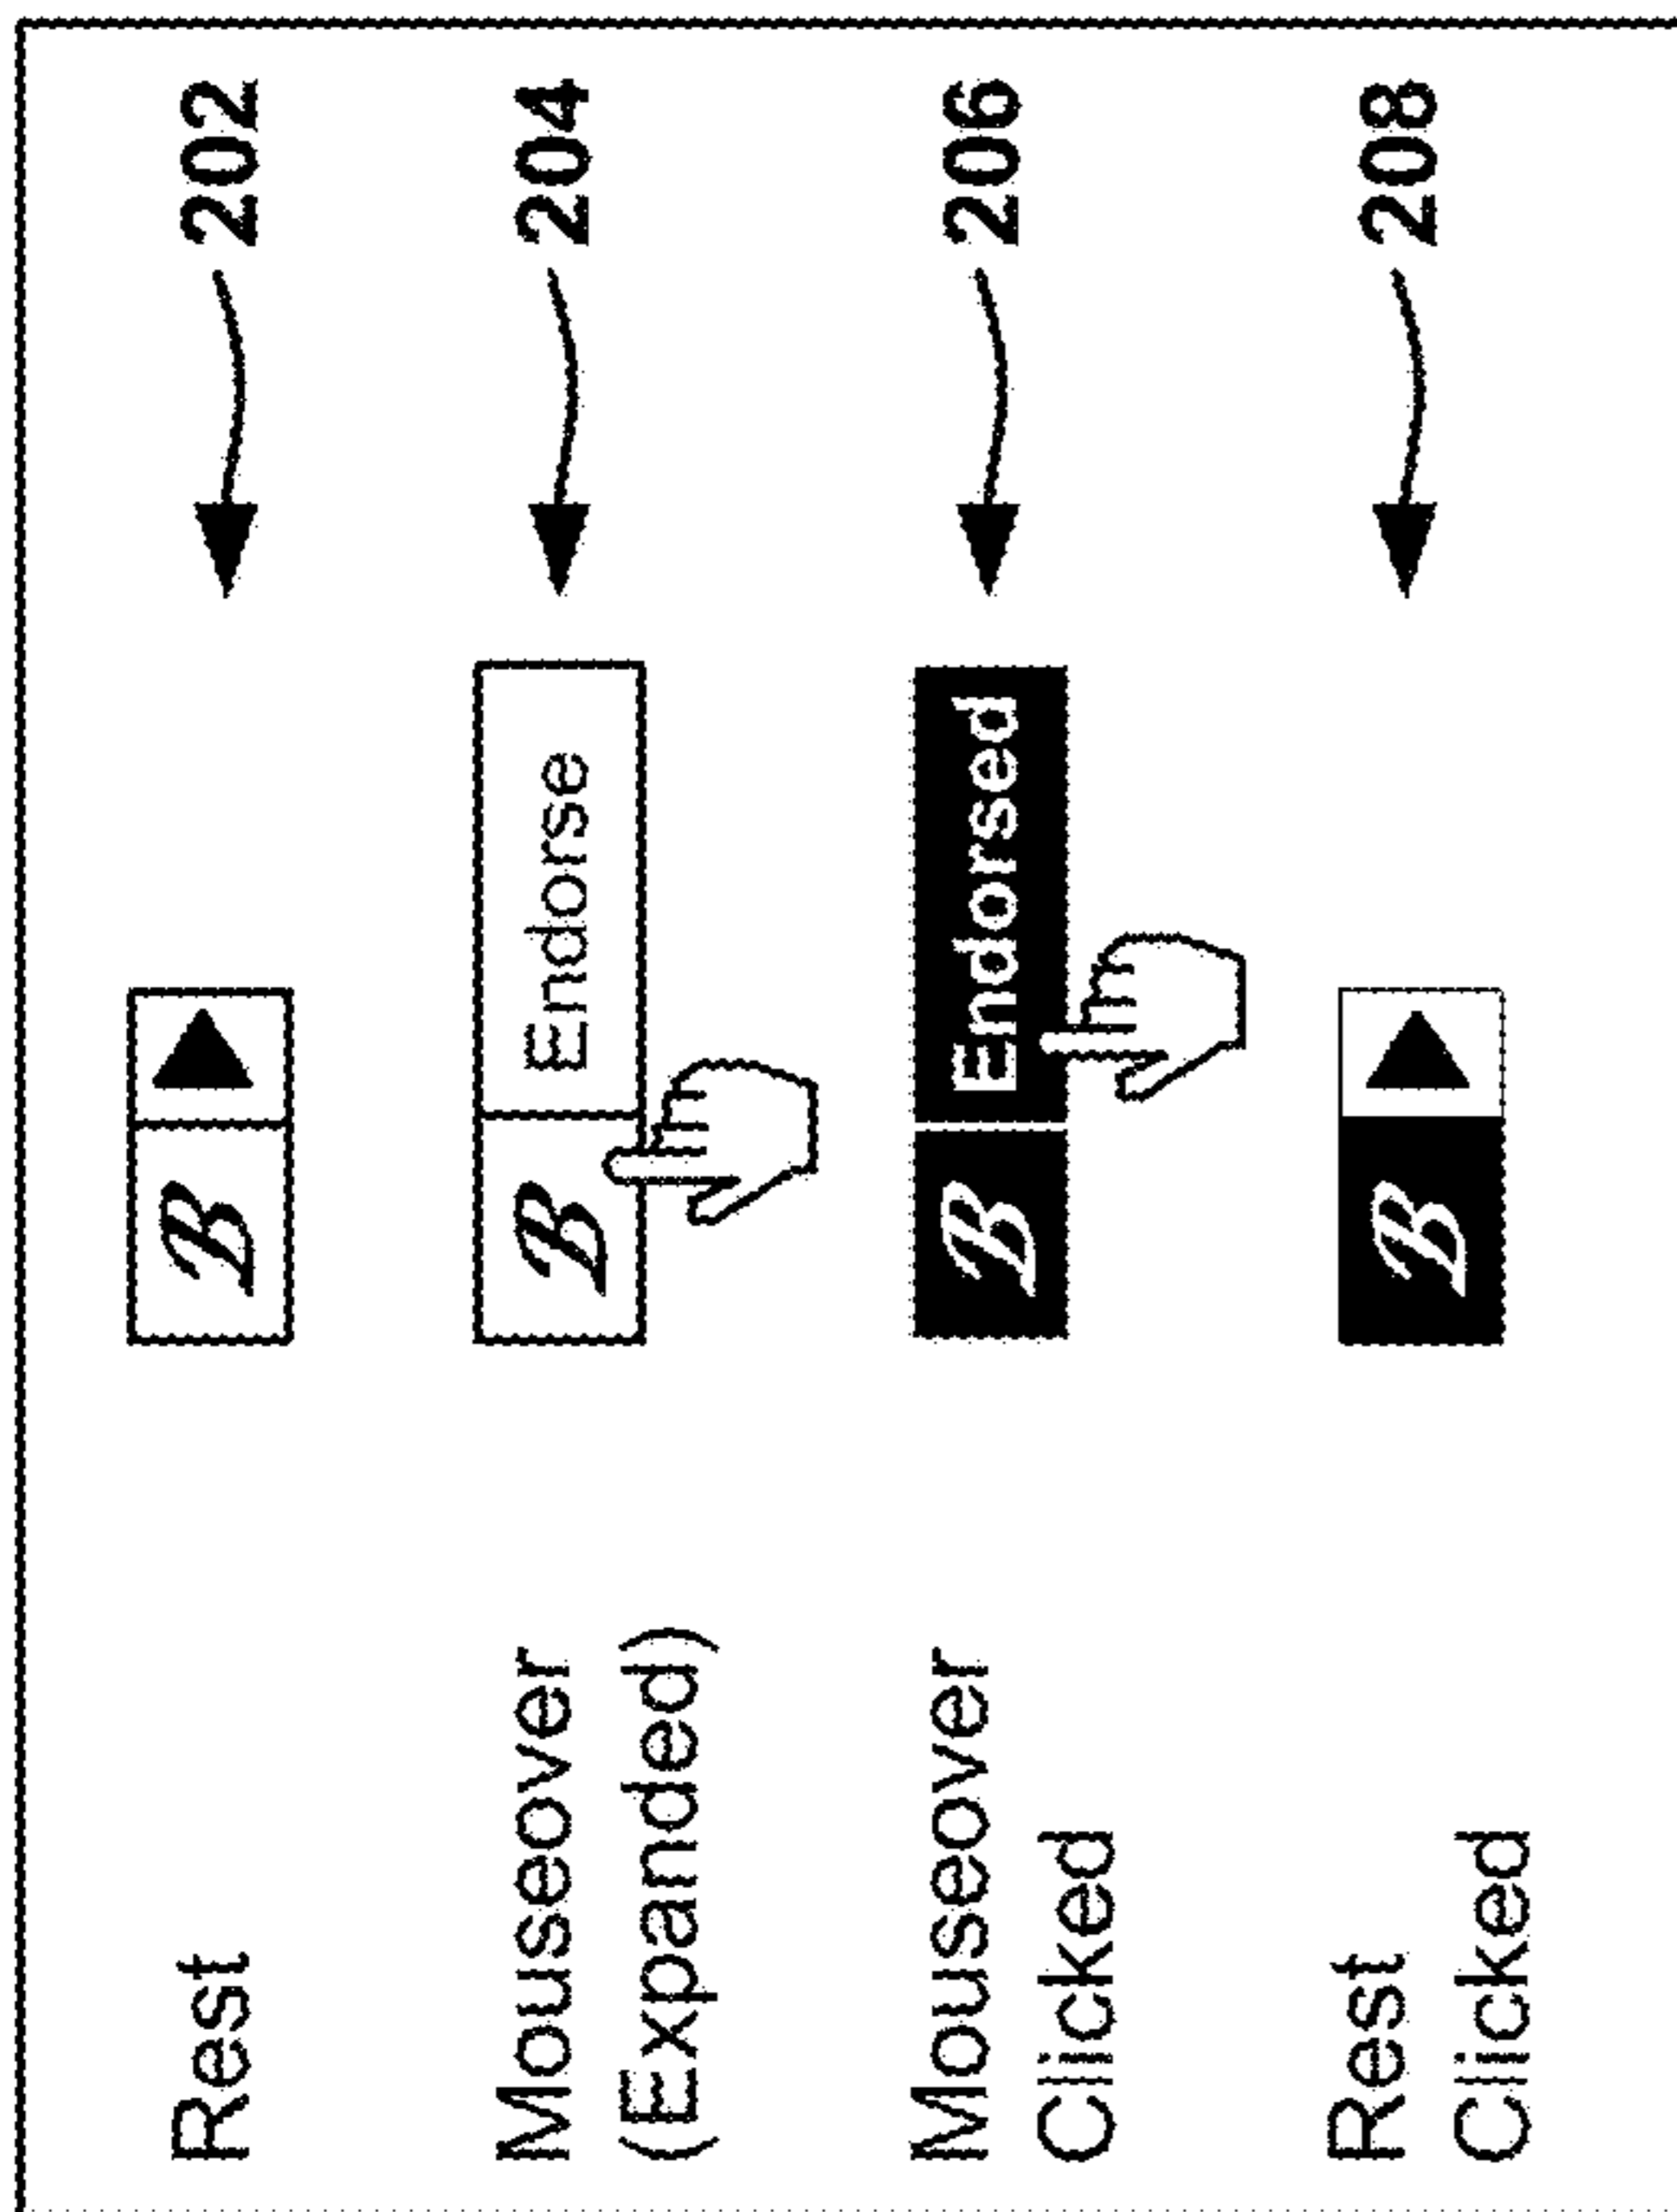 Rest
B
202
Mouseover
(Expanded)
B
Endorse
204
Mouseover
Clicked
B
Endorsed
206
Rest
Clicked
B
208